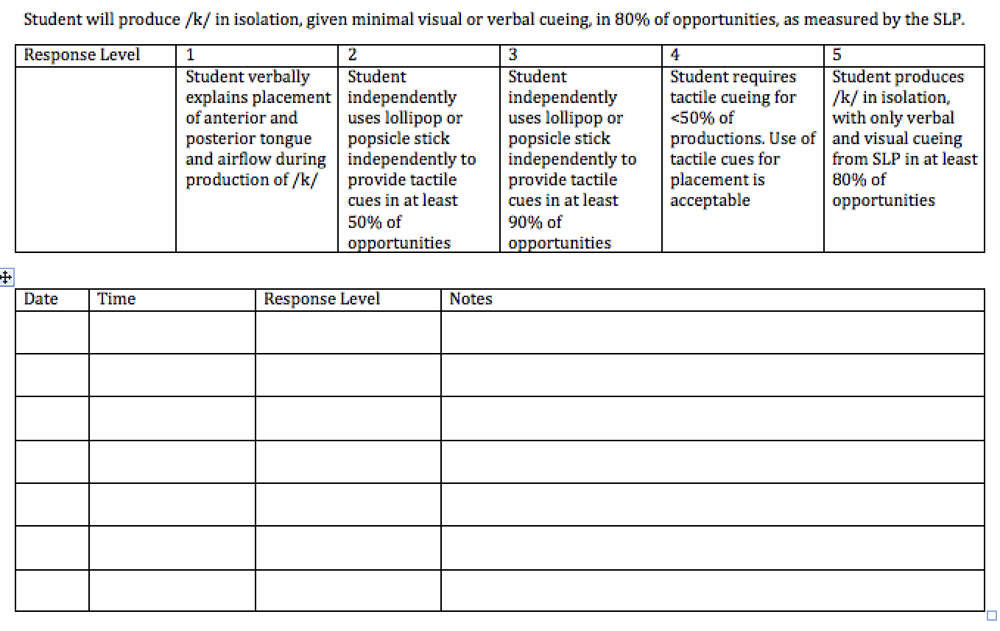 Student will produce /k/ in isolation, given minimal visual or verbal cueing, in 80% of opportunities, as measured by the SLP.
Response Level
1
2
3
4
5
Student verbally
explains placement
of anterior and
posterior tongue
and airflow during
production of /k/
Student
independently
uses lollipop or
popsicle stick
independently to
provide tactile
cues in at least
50% of
opportunities
Student
independently
uses lollipop or
popsicle stick
independently to
provide tactile
cues in at least
90% of
opportunities
Student requires
tactile cueing for
<50% of
productions. Use of
tactile cues for
placement is
acceptable
Student produces
/k/ in isolation,
with only verbal
and visual cueing
from SLP in at least
80% of
opportunities
Date
Time
Response Level
Notes